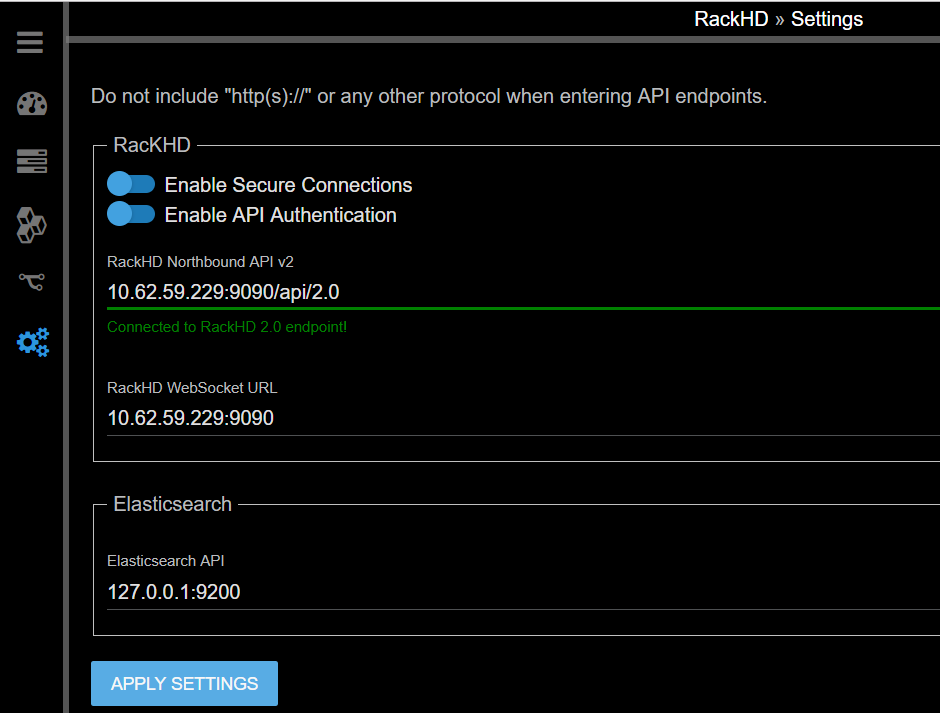 RackHD » Settings
Do not include "http(s)://" or any other protocol when entering API endpoints.
RacKHD
Enable Secure Connections
Enable API Authentication
RackHD Northbound API v2
10.62.59.229:9090/api/2.0
Connected to RackHD 2.0 endpoint!
RackHD WebSocket URL
10.62.59.229:9090
Elasticsearch
Elasticsearch API
127.0.0.1:9200
APPLY SETTINGS